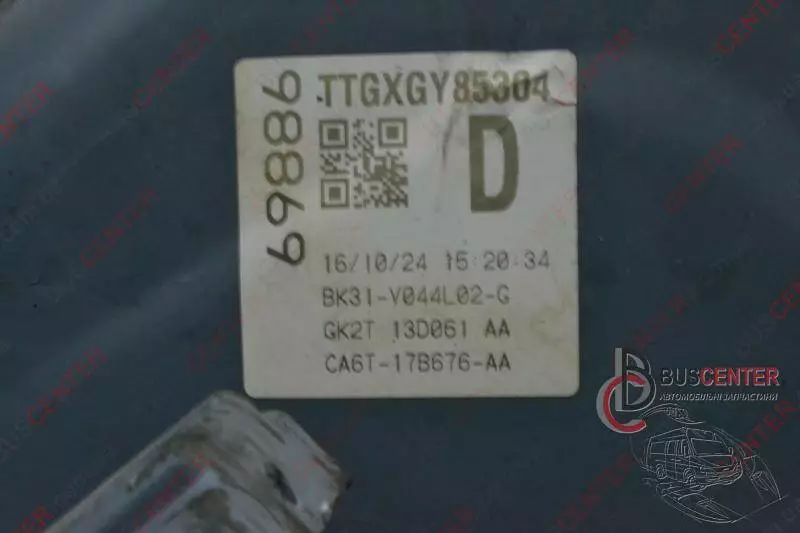 TTGXGY85304
69886
D
16/10/24 15:20:34
BK31-V044L02-G
GK2T 13D061 AA
CA6T-17B676-AA
BUSCENTER
АВТОМОБІЛЬНІ ЗАПЧАСТИНИ